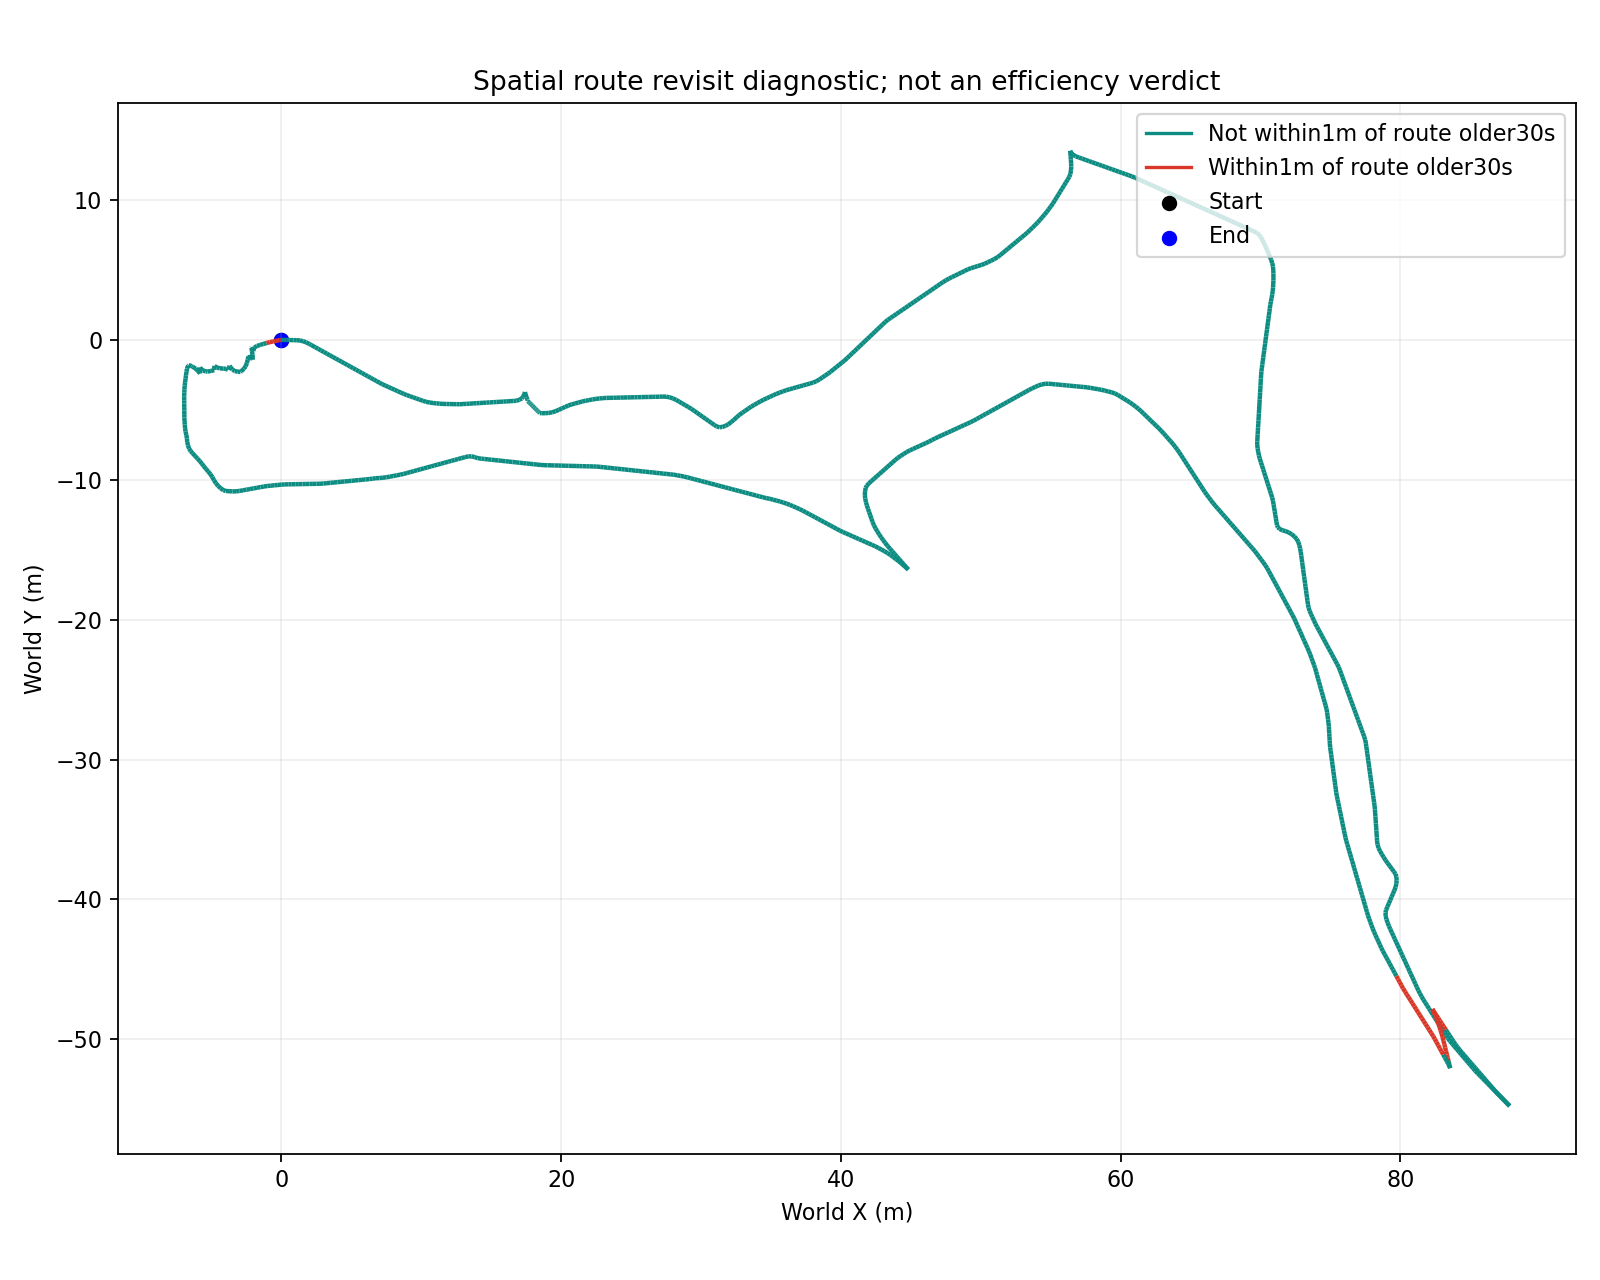 Spatial route revisit diagnostic; not an efficiency verdict
Not within1m of route older30s
Within1m of route older30s
Start
End
10
0
−10
−20
−30
−40
−50
World Y (m)
0
20
40
60
80
World X (m)